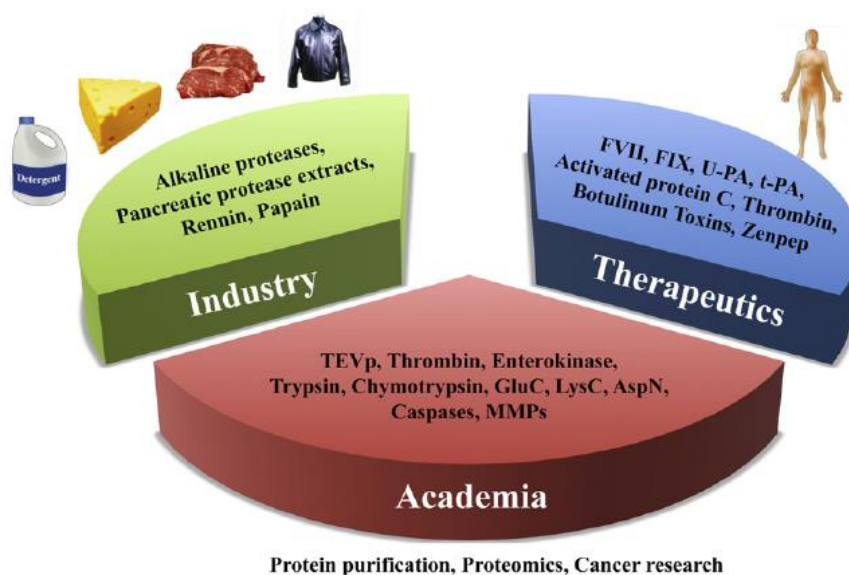 Detergent
Alkaline proteases,
Pancreatic protease extracts,
Rennin, Papain
Industry
FVII, FIX, U-PA, t-PA,
Activated protein C, Thrombin,
Botulinum Toxins, Zenpep
Therapeutics
TEVp, Thrombin, Enterokinase,
Trypsin, Chymotrypsin, GluC, LysC, AspN,
Caspases, MMPs
Academia
Protein purification, Proteomics, Cancer research